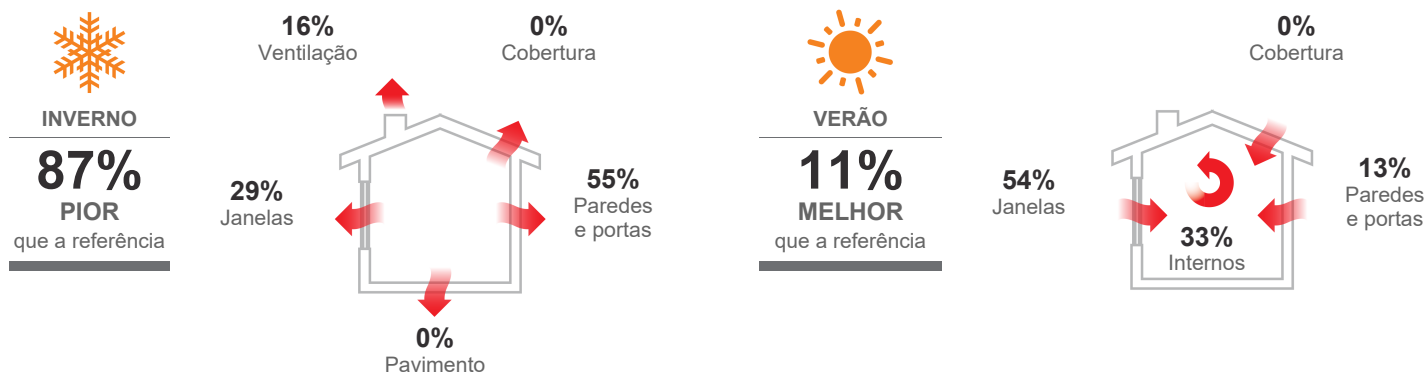 INVERNO
87%
PIOR
que a referência
16%
Ventilação
0%
Cobertura
29%
Janelas
55%
Paredes
e portas
0%
Pavimento
VERÃO
11%
MELHOR
que a referência
0%
Cobertura
54%
Janelas
13%
Paredes
e portas
33%
Internos